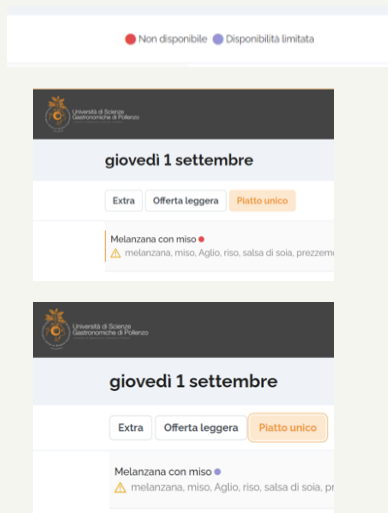 Non disponibile Disponibilità limitata
Università di Scienze
Gastronomiche di Pollenzo
giovedì 1 settembre
Extra Offerta leggera Piatto unico
Melanzana con miso
melanzana, miso, Aglio, riso, salsa di soia, prezzem
Università di Scienze
Gastronomiche di Pollenzo
giovedì 1 settembre
Extra Offerta leggera Piatto unico
Melanzana con miso
melanzana, miso, Aglio, riso, salsa di soia, pr